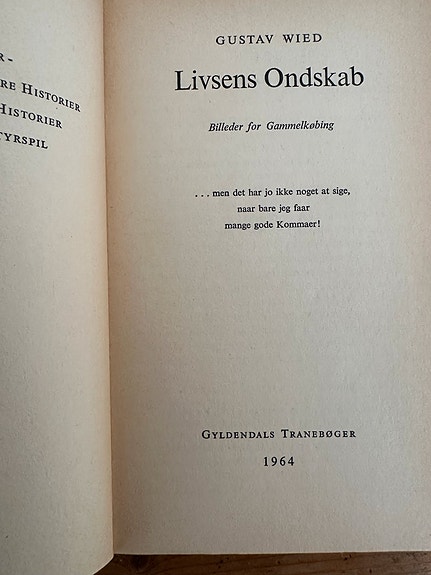 RE HISTORIER
HISTORIER
GUSTAV WIED
Livsens Ondskab
Billeder for Gammelkøbing
... men det har jo ikke noget at sige,
naar bare jeg faar
mange gode Kommaer!
GYLDENDALS TRANEBØGER
1964